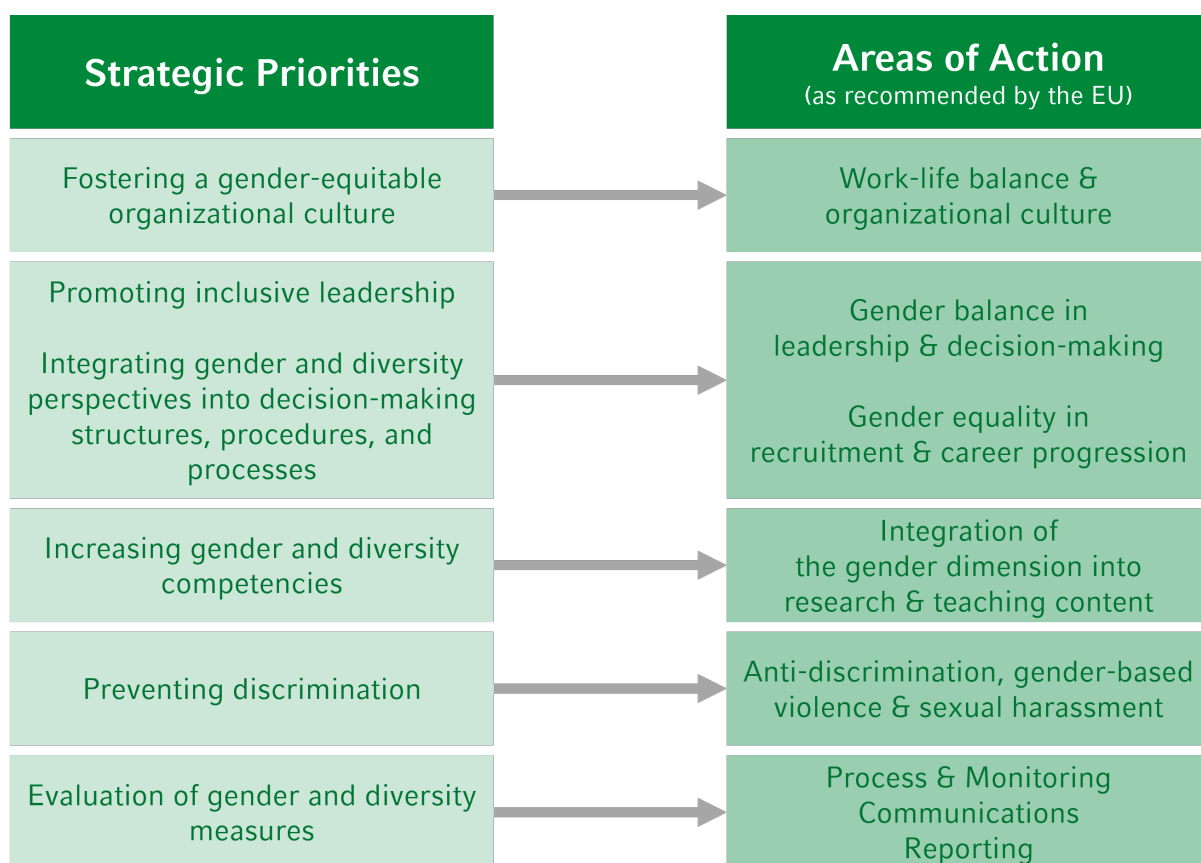 Strategic Priorities
Areas of Action
(as recommended by the EU)
Fostering a gender-equitable
organizational culture
Work-life balance &
organizational culture
Promoting inclusive leadership
Integrating gender and diversity
perspectives into decision-making
structures, procedures, and
processes
Gender balance in
leadership & decision-making
Gender equality in
recruitment & career progression
Increasing gender and diversity
competencies
Integration of
the gender dimension into
research & teaching content
Preventing discrimination
Anti-discrimination, gender-based
violence & sexual harassment
Evaluation of gender and diversity
measures
Process & Monitoring
Communications
Reporting